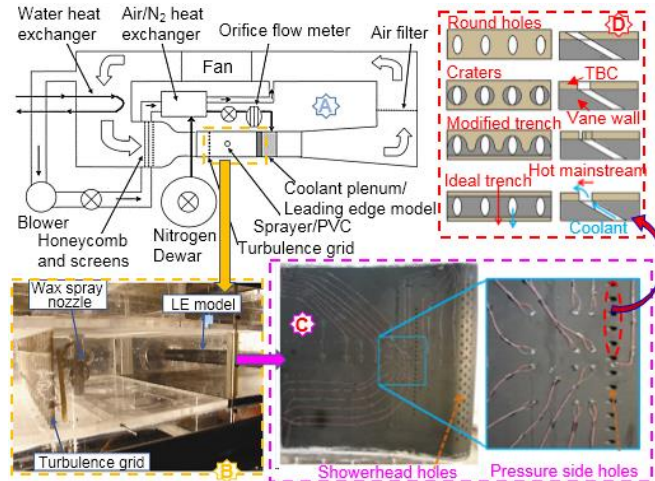 Water heat
exchanger
Air/N₂ heat
exchanger
Orifice flow meter
Air filter
Fan
A
Blower
Honeycomb
and screens
Nitrogen
Dewar
Coolant plenum/
Leading edge model
Sprayer/PVC
Turbulence grid
D
Round holes
Craters
TBC
Vane wall
Modified trench
Hot mainstream
Ideal trench
Coolant
Wax spray
nozzle
LE model
Turbulence grid
B
C
Showerhead holes
Pressure side holes